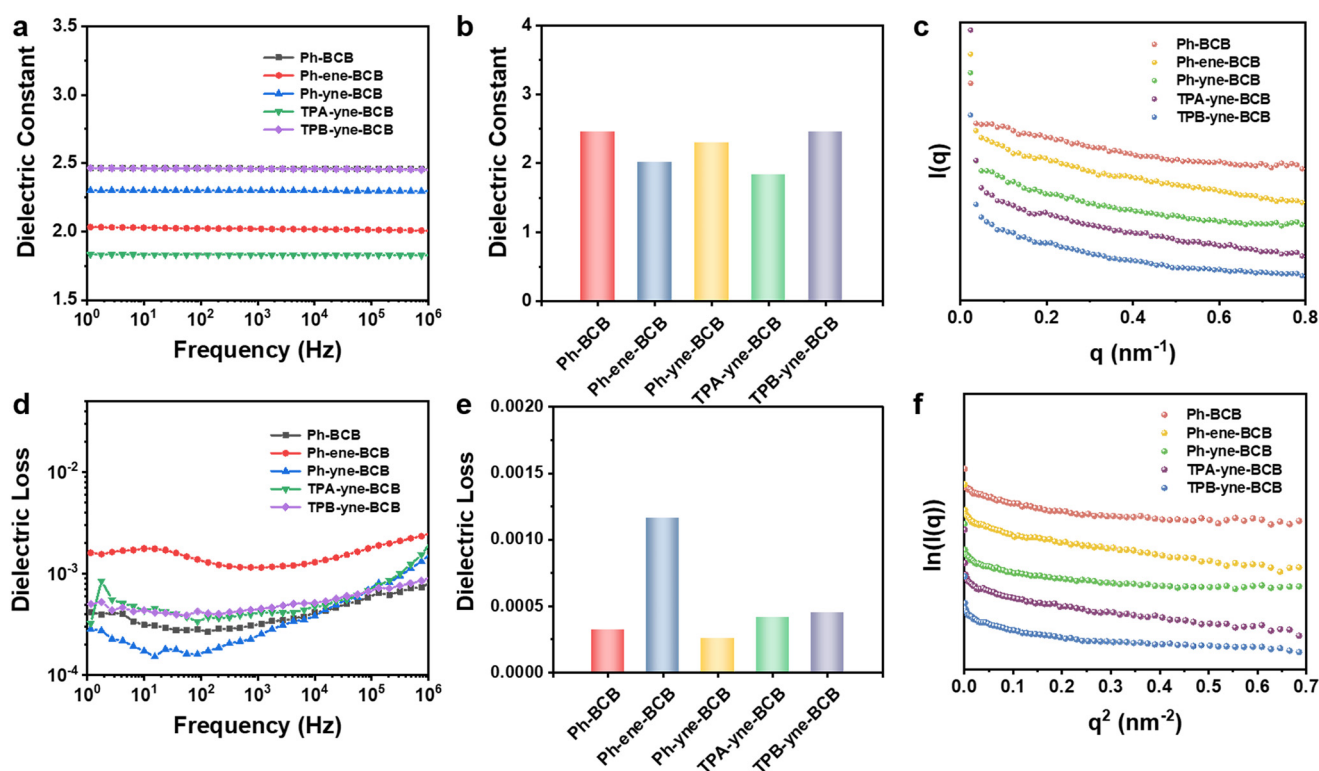 a
3.5
3.0
2.5
2.0
1.5
Dielectric Constant
Ph-BCB
Ph-ene-BCB
Ph-yne-BCB
TPA-yne-BCB
TPB-yne-BCB
10⁰ 10¹ 10² 10³ 10⁴ 10⁵ 10⁶
Frequency (Hz)
b
4
3
2
1
0
Dielectric Constant
Ph-BCB
Ph-ene-BCB
Ph-yne-BCB
TPA-yne-BCB
TPB-yne-BCB
c
I(q)
Ph-BCB
Ph-ene-BCB
Ph-yne-BCB
TPA-yne-BCB
TPB-yne-BCB
0.0 0.2 0.4 0.6 0.8
q (nm⁻¹)
d
10⁻²
10⁻³
10⁻⁴
Dielectric Loss
Ph-BCB
Ph-ene-BCB
Ph-yne-BCB
TPA-yne-BCB
TPB-yne-BCB
10⁰ 10¹ 10² 10³ 10⁴ 10⁵ 10⁶
Frequency (Hz)
e
0.0020
0.0015
0.0010
0.0005
0.0000
Dielectric Loss
Ph-BCB
Ph-ene-BCB
Ph-yne-BCB
TPA-yne-BCB
TPB-yne-BCB
f
ln(I(q))
Ph-BCB
Ph-ene-BCB
Ph-yne-BCB
TPA-yne-BCB
TPB-yne-BCB
0.0 0.1 0.2 0.3 0.4 0.5 0.6 0.7
q² (nm⁻²)